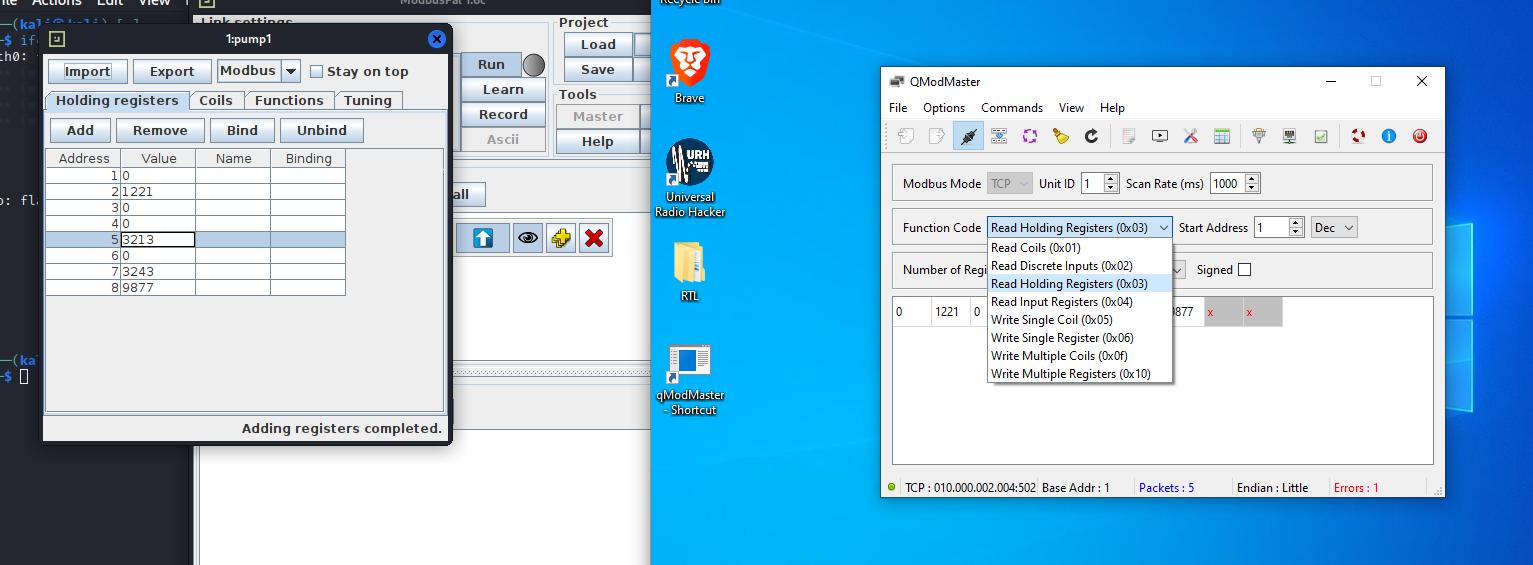 Actions Edit View
ModbusPal 1.6c
Recycle Bin
(kali㉿kali)-[~]
$ if
th0:
1:pump1
Import Export Modbus Stay on top
Holding registers Coils Functions Tuning
Add Remove Bind Unbind
Address Value Name Binding
1 0
2 1221
3 0
4 0
5 3213
6 0
7 3243
8 9877
Adding registers completed.
o: fla
(ka
$
Link settings
Run
Learn
Record
Ascii
Project
Load
Save
Tools
Master
Help
all
Brave
URH
Universal
Radio Hacker
RTL
qModMaster
- Shortcut
QModMaster
File Options Commands View Help
Modbus Mode TCP Unit ID 1 Scan Rate (ms) 1000
Function Code Read Holding Registers (0x03) Start Address 1 Dec
Read Coils (0x01)
Read Discrete Inputs (0x02)
Read Holding Registers (0x03)
Read Input Registers (0x04)
Write Single Coil (0x05)
Write Single Register (0x06)
Write Multiple Coils (0x0f)
Write Multiple Registers (0x10)
Number of Regi Signed
0 1221 0 9877 x x
TCP : 010.000.002.004:502 Base Addr : 1 Packets : 5 Endian : Little Errors : 1